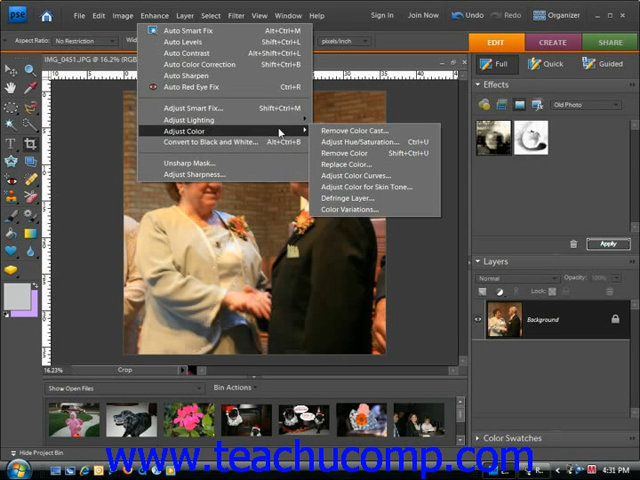 pse File Edit Image Enhance Layer Select Filter View Window Help Sign In Join Now Undo Redo Organizer
Aspect Ratio: No Restriction pixels/inch
EDIT CREATE SHARE
Auto Smart Fix Alt+Ctrl+M
Auto Levels Shift+Ctrl+L
Auto Contrast Alt+Shift+Ctrl+L
Auto Color Correction Shift+Ctrl+B
Auto Sharpen
Auto Red Eye Fix Ctrl+R
Adjust Smart Fix... Shift+Ctrl+M
Adjust Lighting
Adjust Color
Convert to Black and White... Alt+Ctrl+B
Unsharp Mask...
Adjust Sharpness...
Remove Color Cast...
Adjust Hue/Saturation... Ctrl+U
Remove Color Shift+Ctrl+U
Replace Color...
Adjust Color Curves...
Adjust Color for Skin Tone...
Defringe Layer...
Color Variations...
IMG_0451.JPG @ 16.2% (RGB
Full Quick Guided
EFFECTS
Old Photo
Apply
LAYERS
Normal Opacity: 100%
Lock:
Background
16.23% Crop
Show Open Files Bin Actions
COLOR SWATCHES
Hide Project Bin
www.teachucomp.com
4:31 PM